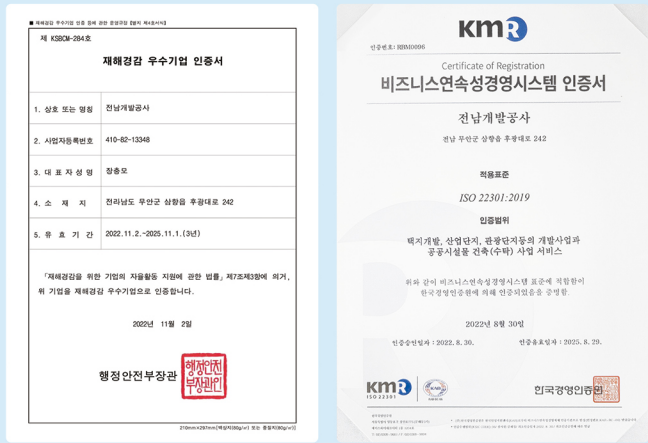 ■ 재해경감 우수기업 인증 등에 관한 운영규정 [별지 제4호서식]
제 KSBCM-284호
재해경감 우수기업 인증서
1. 상호 또는 명칭 전남개발공사
2. 사업자등록번호 410-82-13348
3. 대 표 자 성 명 장충모
4. 소 재 지 전라남도 무안군 삼향읍 후광대로 242
5. 유 효 기 간 2022.11.2.~2025.11.1.(3년)
「재해경감을 위한 기업의 자율활동 지원에 관한 법률」제7조제3항에 의거,
위 기업을 재해경감 우수기업으로 인증합니다.
2022년 11월 2일
행정안전부장관
행정안전
부장관인
210mm×297mm[백상지(80g/㎡) 또는 중질지(80g/㎡)]
KMR
인증번호: RBM0096
Certificate of Registration
비즈니스연속성경영시스템 인증서
전남개발공사
전남 무안군 삼향읍 후광대로 242
적용표준
ISO 22301:2019
인증범위
택지개발, 산업단지, 관광단지등의 개발사업과
공공시설물 건축(수탁) 사업 서비스
위와 같이 비즈니스연속성경영시스템 표준에 적합함이
한국경영인증원에 의해 인증되었음을 증명함.
2022년 8월 30일
인증승인일자 : 2022. 8. 30. 인증유효일자 : 2025. 8. 29.
KMR
ISO 22301
한국경영인증원